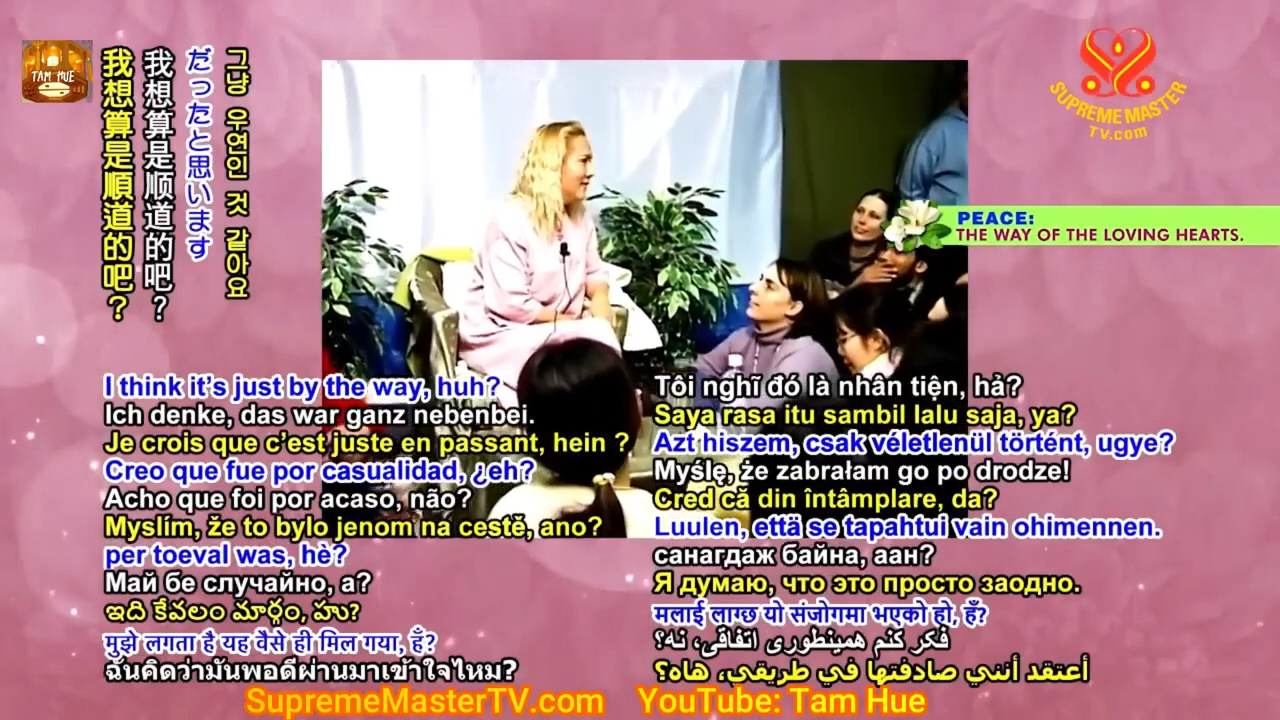 TAM HUE
我想算是順道的吧？
我想算是顺道的吧？
だったと思います
그냥 우연인 것 같아요
SUPREME MASTER
TV.com
PEACE:
THE WAY OF THE LOVING HEARTS.
I think it's just by the way, huh?
Ich denke, das war ganz nebenbei.
Je crois que c'est juste en passant, hein ?
Creo que fue por casualidad, ¿eh?
Acho que foi por acaso, não?
Myslím, že to bylo jenom na cestě, ano?
per toeval was, hè?
Май бе случайно, а?
ఇది కేవలం మార్గం, హు?
मुझे लगता है यह वैसे ही मिल गया, हँ?
ฉันคิดว่ามันพอดีผ่านมาเข้าใจไหม?
Tôi nghĩ đó là nhân tiện, hả?
Saya rasa itu sambil lalu saja, ya?
Azt hiszem, csak véletlenül történt, ugye?
Myślę, że zabrałam go po drodze!
Cred că din întâmplare, da?
Luulen, että se tapahtui vain ohimennen.
санагдаж байна, аан?
Я думаю, что это просто заодно.
मलाई लाग्छ यो संजोगमा भएको हो, हँ?
فکر کنم همینطوری اتفاقی، نه؟
أعتقد أنني صادفتها في طريقي، هاه؟
SupremeMasterTV.com YouTube: Tam Hue